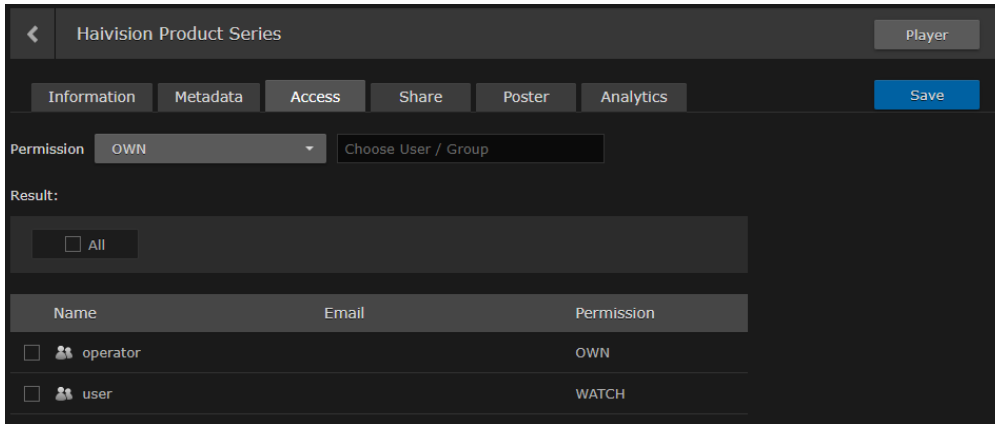 Haivision Product Series
Player
Information Metadata Access Share Poster Analytics
Save
Permission OWN Choose User / Group
Result:
All
Name Email Permission
operator OWN
user WATCH